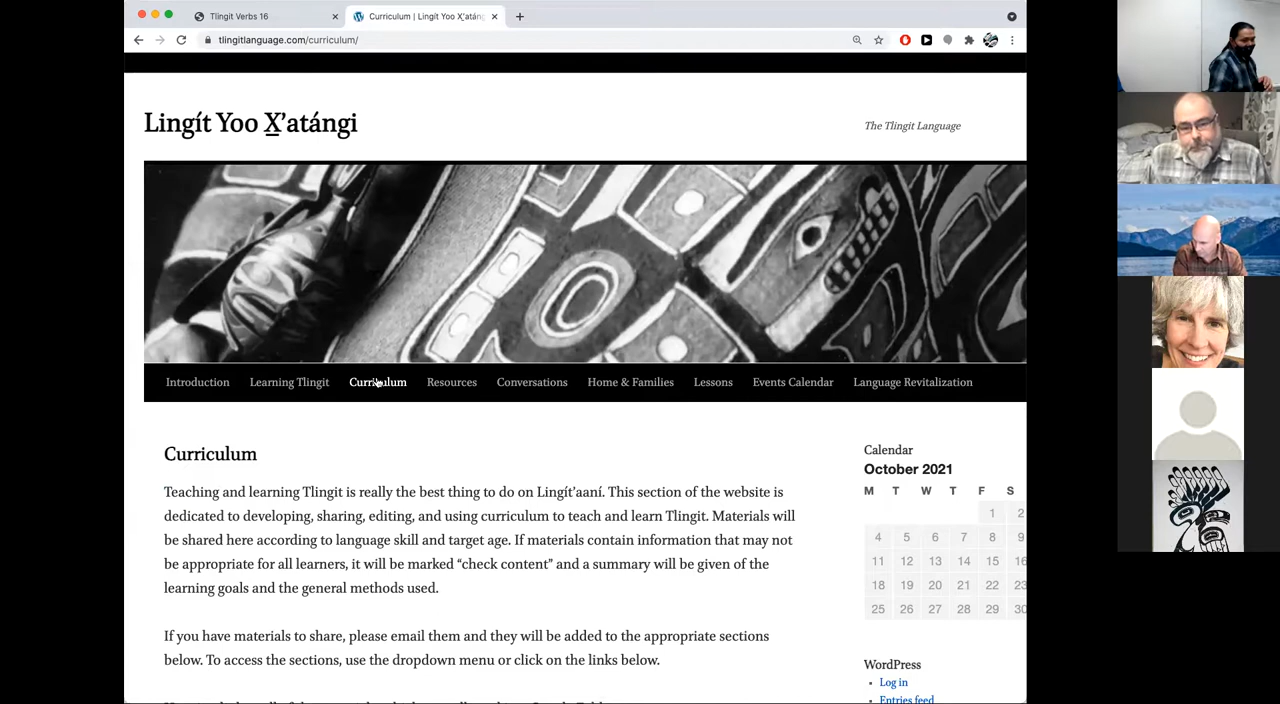 Tlingit Verbs 16
Curriculum | Lingít Yoo X̲'atáng
tlingitlanguage.com/curriculum/
Lingít Yoo X̲’atángi
The Tlingit Language
Introduction Learning Tlingit Curriculum Resources Conversations Home & Families Lessons Events Calendar Language Revitalization
Curriculum
Teaching and learning Tlingit is really the best thing to do on Lingít’aaní. This section of the website is
dedicated to developing, sharing, editing, and using curriculum to teach and learn Tlingit. Materials will
be shared here according to language skill and target age. If materials contain information that may not
be appropriate for all learners, it will be marked “check content” and a summary will be given of the
learning goals and the general methods used.
If you have materials to share, please email them and they will be added to the appropriate sections
below. To access the sections, use the dropdown menu or click on the links below.
Calendar
October 2021
M T W T F S
1 2
4 5 6 7 8 9
11 12 13 14 15 16
18 19 20 21 22 23
25 26 27 28 29 30
WordPress
Log in
Entries feed